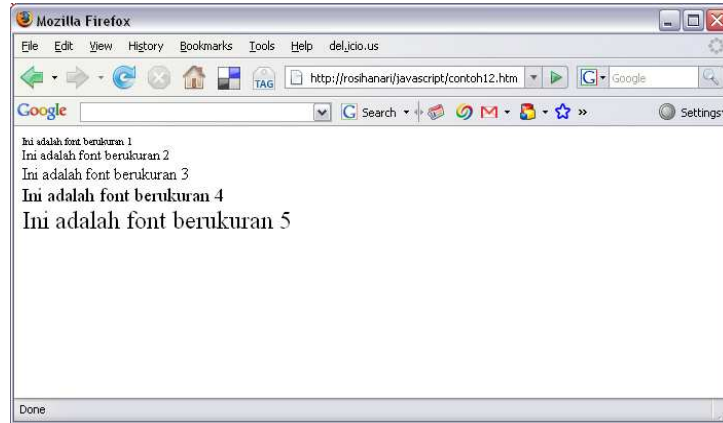 Mozilla Firefox
File Edit View History Bookmarks Tools Help del.icio.us
TAG http://rosihanari/javascript/contoh12.htm G Google
Google G Search » Settings
Ini adalah font berukuran 1
Ini adalah font berukuran 2
Ini adalah font berukuran 3
Ini adalah font berukuran 4
Ini adalah font berukuran 5
Done